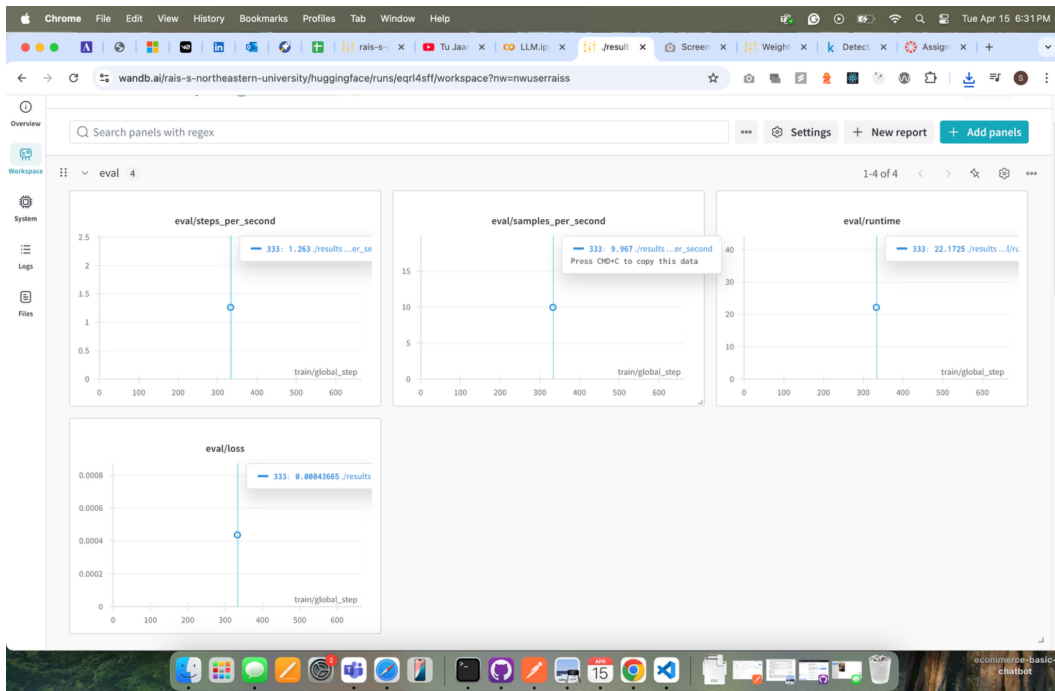 Chrome File Edit View History Bookmarks Profiles Tab Window Help Tue Apr 15 6:31 PM
rais-s- Tu Jaa LLM.ip ./result Screen Weight Detect Assign
wandb.ai/rais-s-northeastern-university/huggingface/runs/eqrl4sff/workspace?nw=nwuserraiss S
Overview
Workspace
System
Logs
Files
Search panels with regex Settings + New report + Add panels
eval 4 1-4 of 4
eval/steps_per_second
333: 1.263 ./results ...er_se
2.5
2
1.5
1
0.5
0
train/global_step
0 100 200 300 400 500 600
eval/samples_per_second
333: 9.967 ./results ...er_second
Press CMD+C to copy this data
15
10
5
0
train/global_step
0 100 200 300 400 500 600
eval/runtime
333: 22.1725 ./results ...l/ru
40
30
20
10
0
train/global_step
0 100 200 300 400 500 600
eval/loss
333: 0.00043665 ./results
0.0008
0.0006
0.0004
0.0002
0
train/global_step
0 100 200 300 400 500 600
2
APR
15
ecommerce-basic-
chatbot